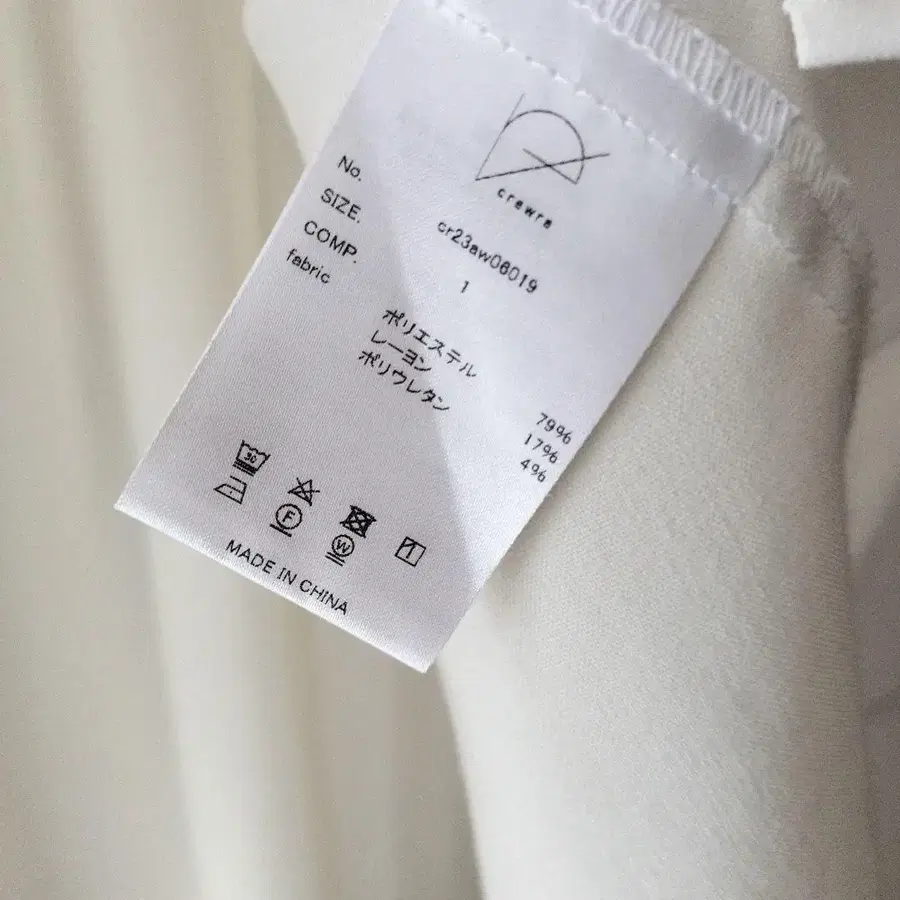 crewra
No. cr23aw06019
SIZE. 1
COMP.
fabric
ポリエステル 79%
レーヨン 17%
ポリウレタン 4%
30
F
W
MADE IN CHINA